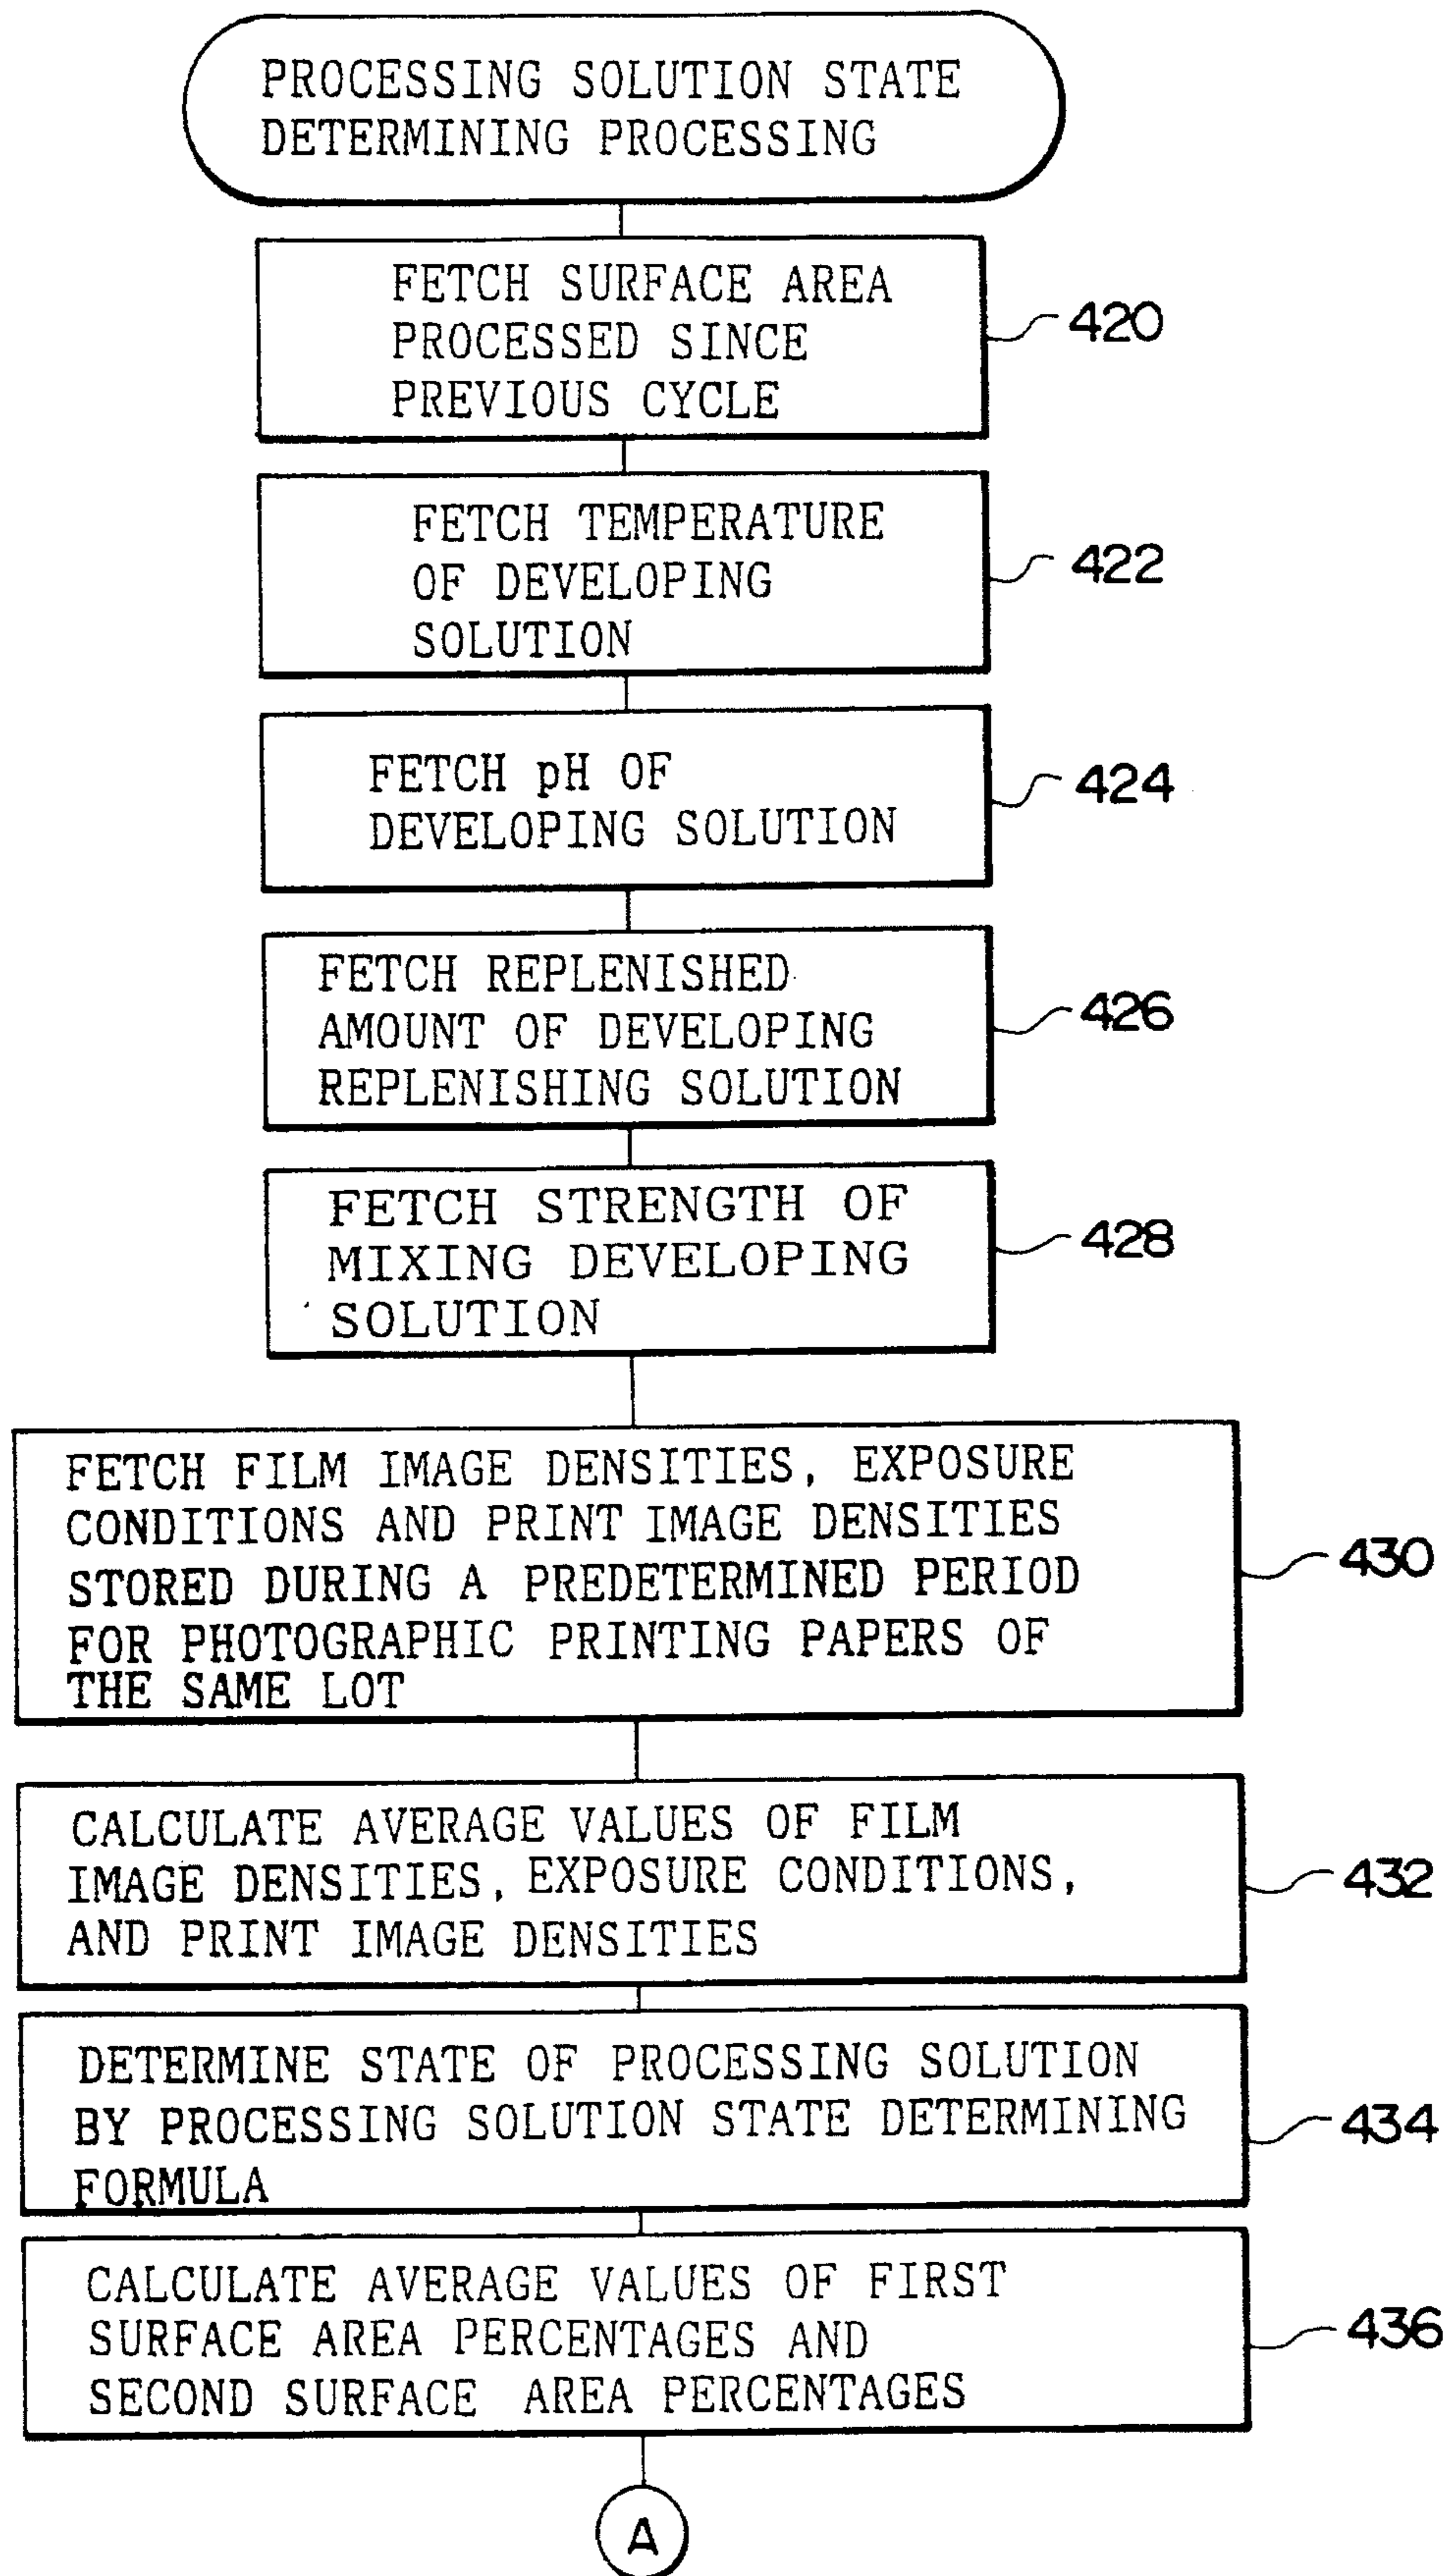 PROCESSING SOLUTION STATE
DETERMINING PROCESSING
FETCH SURFACE AREA
PROCESSED SINCE
PREVIOUS CYCLE
420
FETCH TEMPERATURE
OF DEVELOPING
SOLUTION
422
FETCH pH OF
DEVELOPING SOLUTION
424
FETCH REPLENISHED
AMOUNT OF DEVELOPING
REPLENISHING SOLUTION
426
FETCH STRENGTH OF
MIXING DEVELOPING
SOLUTION
428
FETCH FILM IMAGE DENSITIES, EXPOSURE
CONDITIONS AND PRINT IMAGE DENSITIES
STORED DURING A PREDETERMINED PERIOD
FOR PHOTOGRAPHIC PRINTING PAPERS OF
THE SAME LOT
430
CALCULATE AVERAGE VALUES OF FILM
IMAGE DENSITIES, EXPOSURE CONDITIONS,
AND PRINT IMAGE DENSITIES
432
DETERMINE STATE OF PROCESSING SOLUTION
BY PROCESSING SOLUTION STATE DETERMINING
FORMULA
434
CALCULATE AVERAGE VALUES OF FIRST
SURFACE AREA PERCENTAGES AND
SECOND SURFACE AREA PERCENTAGES
436
A